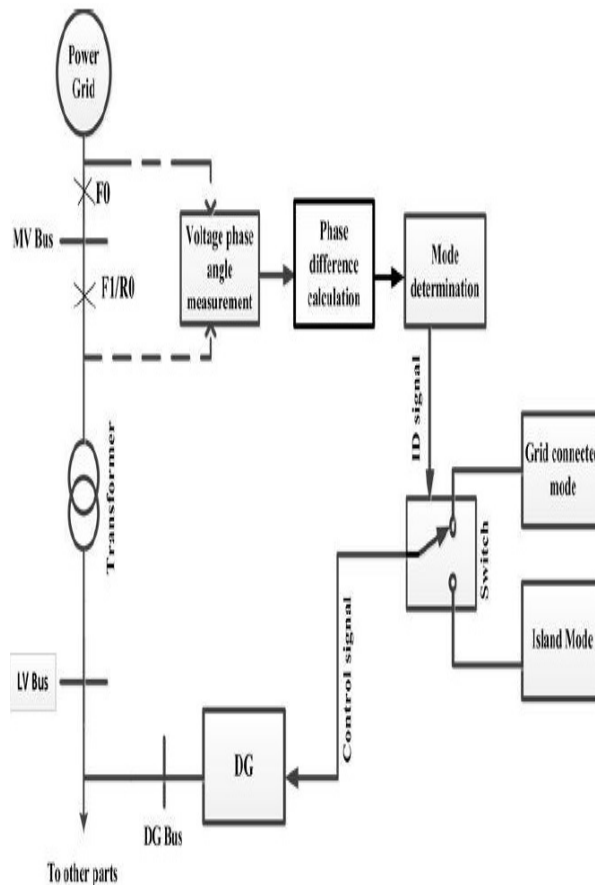 Power
Grid
F0
MV Bus
F1/R0
Voltage phase
angle
measurement
Phase
difference
calculation
Mode
determination
ID signal
Grid connected
mode
Transformer
Switch
Island Mode
Control signal
LV Bus
DG
DG Bus
To other parts